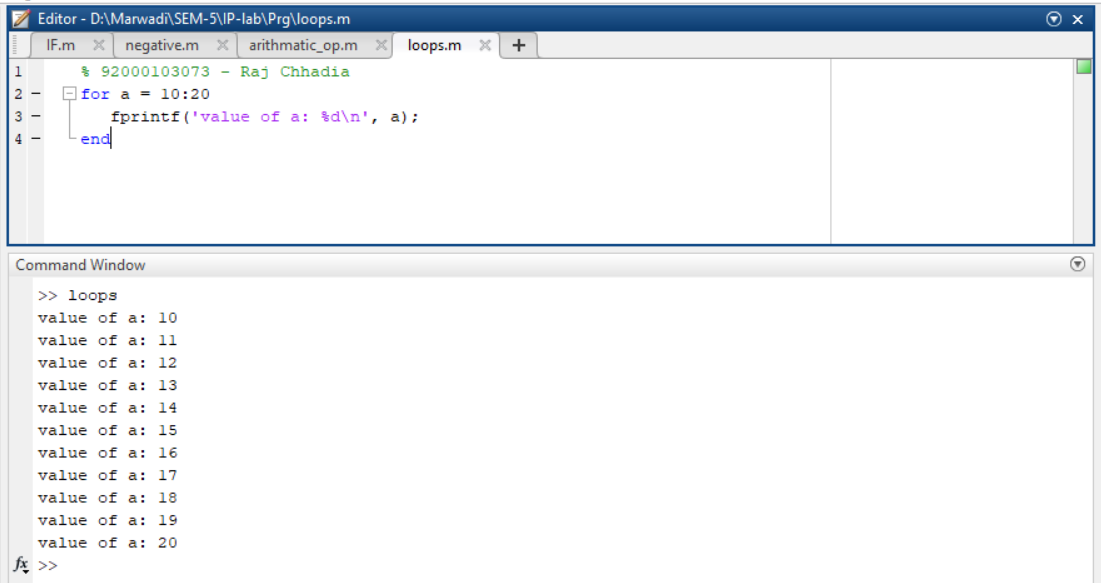 Editor - D:\Marwadi\SEM-5\IP-lab\Prg\loops.m
IF.m negative.m arithmatic_op.m loops.m +
1 % 92000103073 - Raj Chhadia
2 - for a = 10:20
3 - fprintf('value of a: %d\n', a);
4 - end
Command Window
>> loops
value of a: 10
value of a: 11
value of a: 12
value of a: 13
value of a: 14
value of a: 15
value of a: 16
value of a: 17
value of a: 18
value of a: 19
value of a: 20
fx >>